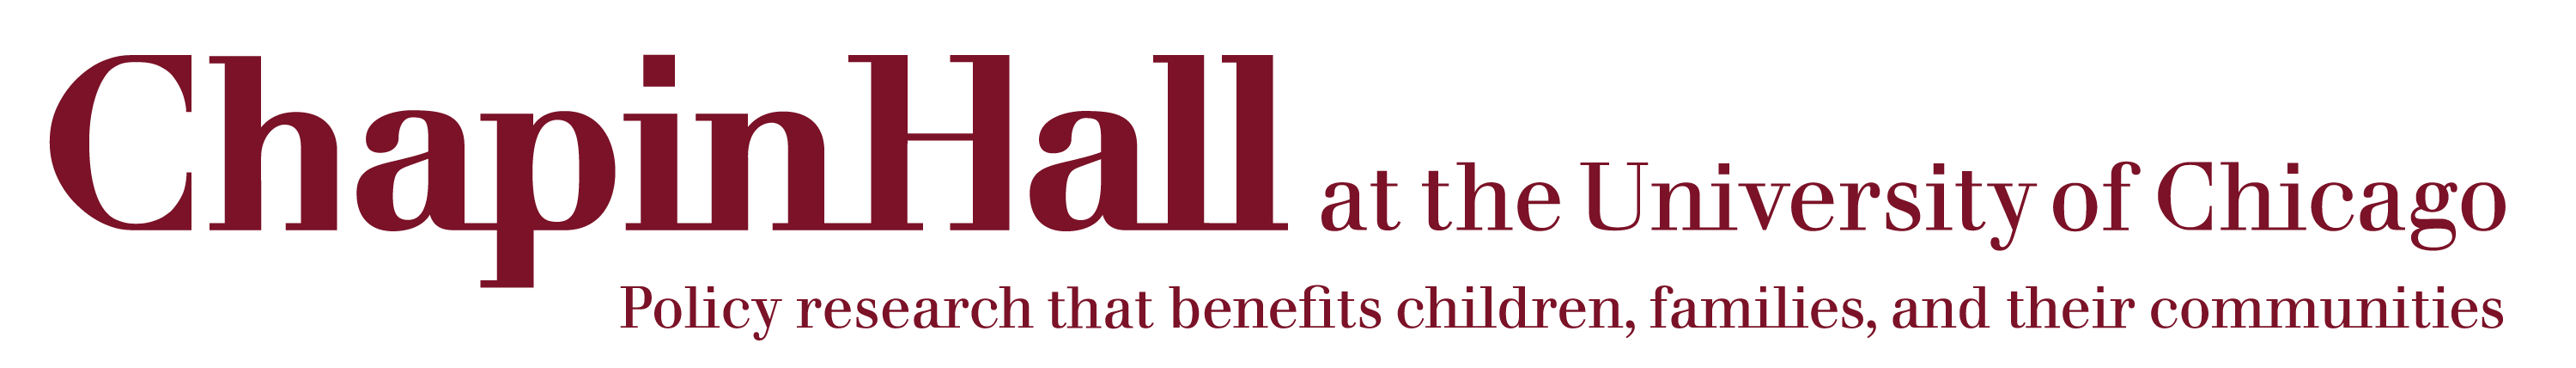 ChapinHall at the University of Chicago
Policy research that benefits children, families, and their communities